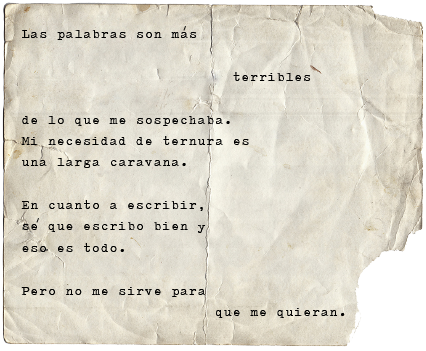 Las palabras son más
terribles
de lo que me sospechaba.
Mi necesidad de ternura es
una larga caravana.
En cuanto a escribir,
sé que escribo bien y
eso es todo.
Pero no me sirve para
que me quieran.